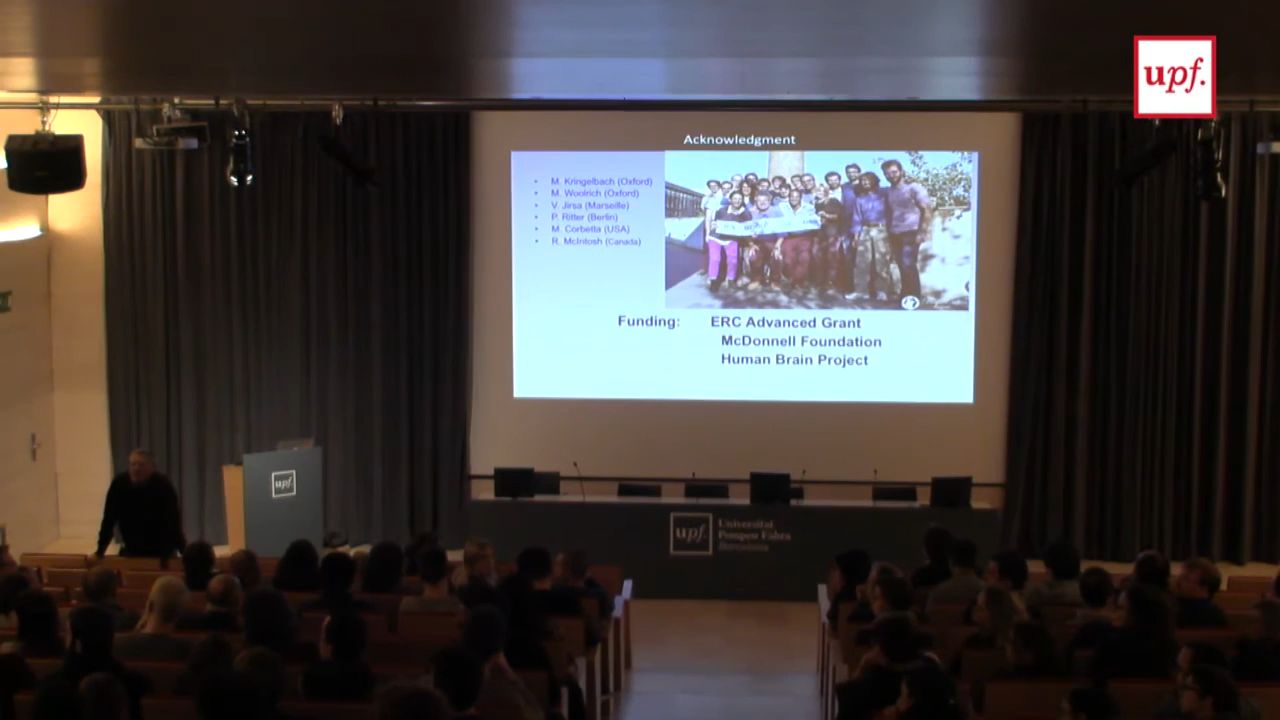 upf.
Acknowledgment
• M. Kringelbach (Oxford)
• M. Woolrich (Oxford)
• V. Jirsa (Marseille)
• P. Ritter (Berlin)
• M. Corbetta (USA)
• R. McIntosh (Canada)
Funding: ERC Advanced Grant
McDonnell Foundation
Human Brain Project
upf.
upf. Universitat
Pompeu Fabra
Barcelona